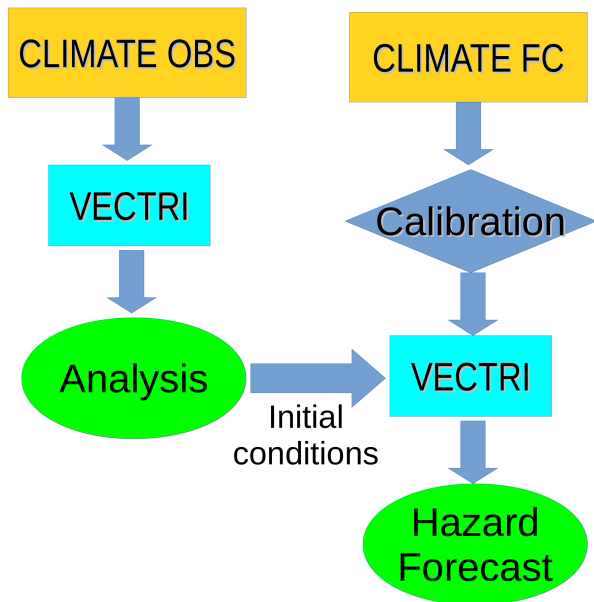 CLIMATE OBS
CLIMATE FC
VECTRI
Calibration
Analysis
VECTRI
Initial
conditions
Hazard
Forecast